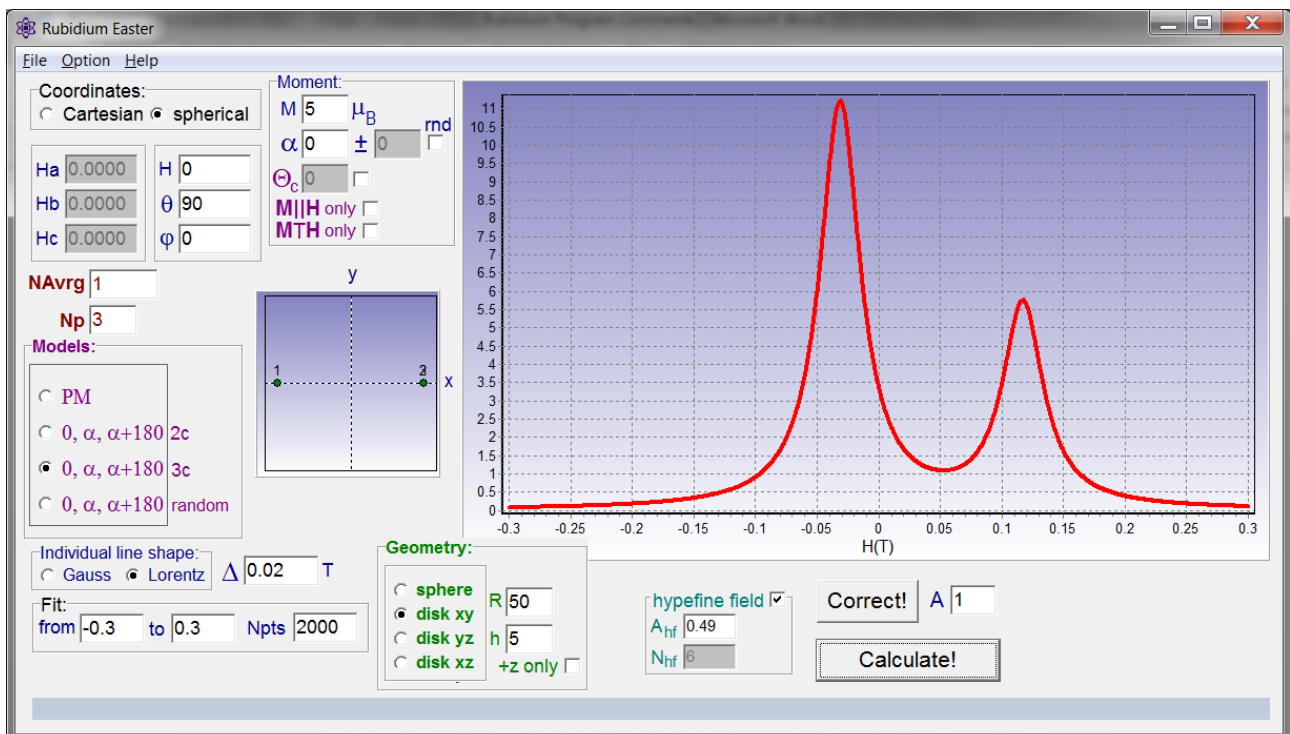 Rubidium Easter
File Option Help
Coordinates:
Cartesian spherical
Ha 0.0000
Hb 0.0000
Hc 0.0000
H 0
θ 90
φ 0
Moment:
M 5 μB
α 0 ± 0 rnd
Θc 0
M||H only
M⊤H only
NAvrg 1
Np 3
Models:
PM
0, α, α+180 2c
0, α, α+180 3c
0, α, α+180 random
y
1
x
11
10.5
10
9.5
9
8.5
8
7.5
7
6.5
6
5.5
5
4.5
4
3.5
3
2.5
2
1.5
1
0.5
0
-0.3 -0.25 -0.2 -0.15 -0.1 -0.05 0 0.05 0.1 0.15 0.2 0.25 0.3
H(T)
Individual line shape:
Gauss Lorentz
Δ 0.02 T
Fit:
from -0.3 to 0.3 Npts 2000
Geometry:
sphere
disk xy
disk yz
disk xz
R 50
h 5
+z only
hypefine field
Ahf 0.49
Nhf 6
Correct! A 1
Calculate!